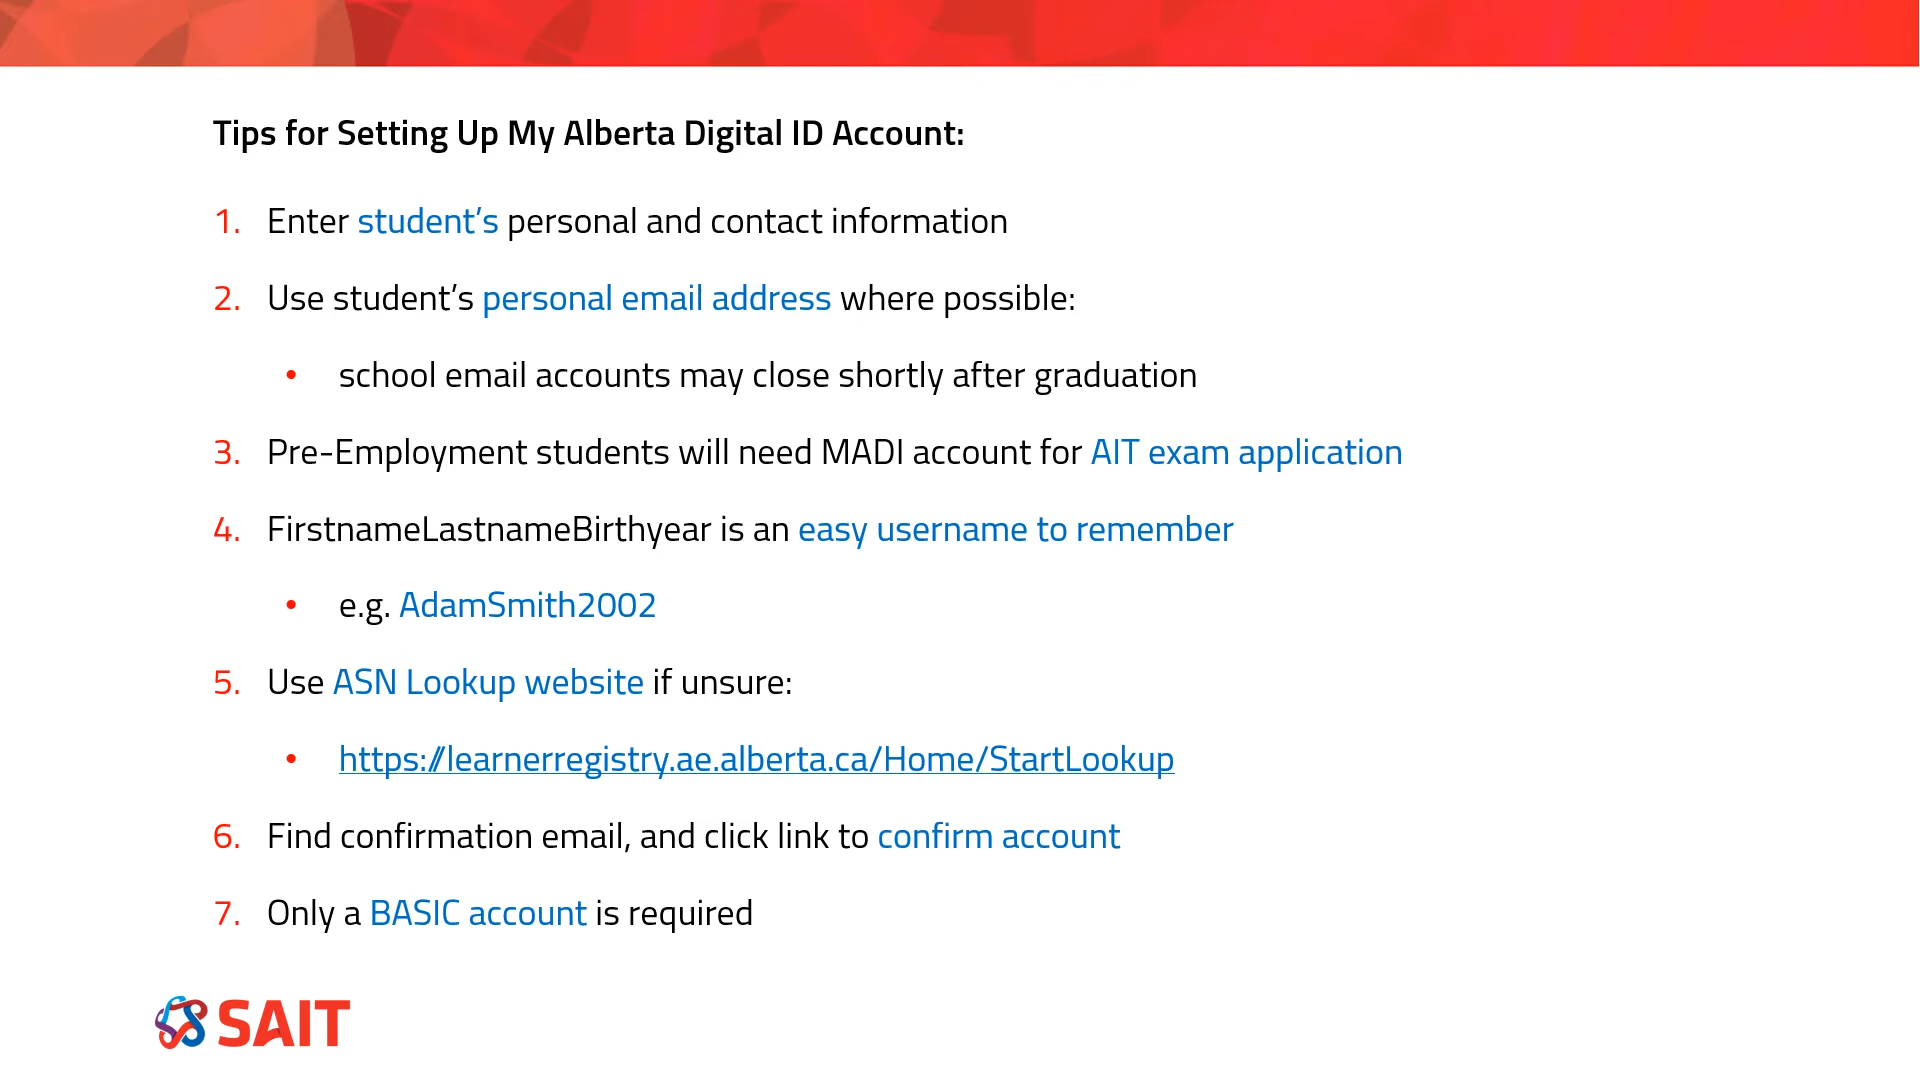 Tips for Setting Up My Alberta Digital ID Account:
1. Enter student’s personal and contact information
2. Use student’s personal email address where possible:
• school email accounts may close shortly after graduation
3. Pre-Employment students will need MADI account for AIT exam application
4. FirstnameLastnameBirthyear is an easy username to remember
• e.g. AdamSmith2002
5. Use ASN Lookup website if unsure:
• https://learnerregistry.ae.alberta.ca/Home/StartLookup
6. Find confirmation email, and click link to confirm account
7. Only a BASIC account is required
SAIT